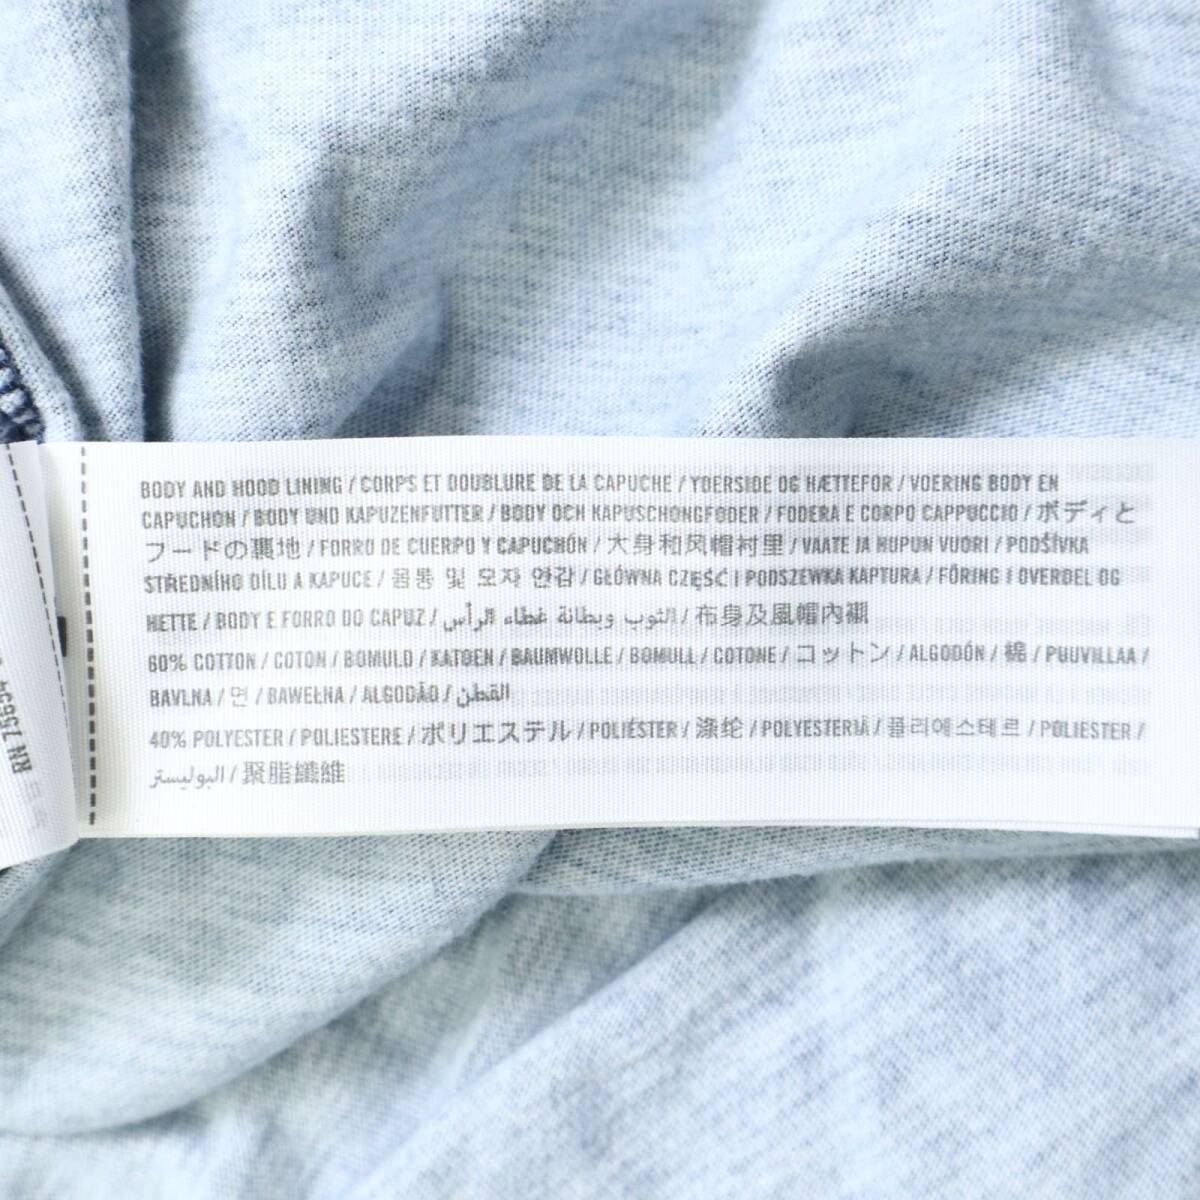 BODY AND HOOD LINING / CORPS ET DOUBLURE DE LA CAPUCHE / YDERSIDE OG HÆTTEFOR / VOERING BODY EN
CAPUCHON / BODY UND KAPUZENFUTTER / BODY OCH KAPUSCHONGFODER / FODERA E CORPO CAPPUCCIO / ボディと
フードの裏地 / FORRO DE CUERPO Y CAPUCHÓN / 大身和风帽衬里 / VAATE JA HUPUN VUORI / PODŠÍVKA
STŘEDNÍHO DÍLU A KAPUCE / 몸통 및 모자 안감 / GŁÓWNA CZĘŚĆ I PODSZEWKA KAPTURA / FÔRING I OVERDEL OG
HETTE / BODY E FORRO DO CAPUZ / الثوب وبطانة غطاء الرأس / 布身及風帽內襯
60% COTTON / COTON / BOMULD / KATOEN / BAUMWOLLE / BOMULL / COTONE / コットン / ALGODÓN / 棉 / PUUVILLAA /
BAVLNA / 면 / BAWEŁNA / ALGODÃO / القطن
40% POLYESTER / POLIESTERE / ポリエステル / POLIÉSTER / 涤纶 / POLYESTERIÄ / 폴리에스테르 / POLIESTER /
البوليستر / 聚脂纖維